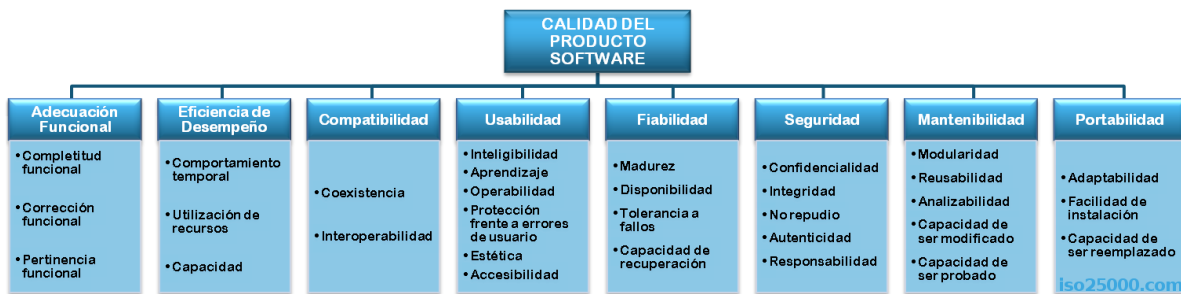 CALIDAD DEL
PRODUCTO
SOFTWARE
Adecuación
Funcional
• Completitud
funcional
• Corrección
funcional
• Pertinencia
funcional
Eficiencia de
Desempeño
• Comportamiento
temporal
• Utilización de
recursos
• Capacidad
Compatibilidad
• Coexistencia
• Interoperabilidad
Usabilidad
• Inteligibilidad
• Aprendizaje
• Operabilidad
• Protección
frente a errores
de usuario
• Estética
• Accesibilidad
Fiabilidad
• Madurez
• Disponibilidad
• Tolerancia a
fallos
• Capacidad de
recuperación
Seguridad
• Confidencialidad
• Integridad
• No repudio
• Autenticidad
• Responsabilidad
Mantenibilidad
• Modularidad
• Reusabilidad
• Analizabilidad
• Capacidad de
ser modificado
• Capacidad de
ser probado
Portabilidad
• Adaptabilidad
• Facilidad de
instalación
• Capacidad de
ser reemplazado
iso25000.com